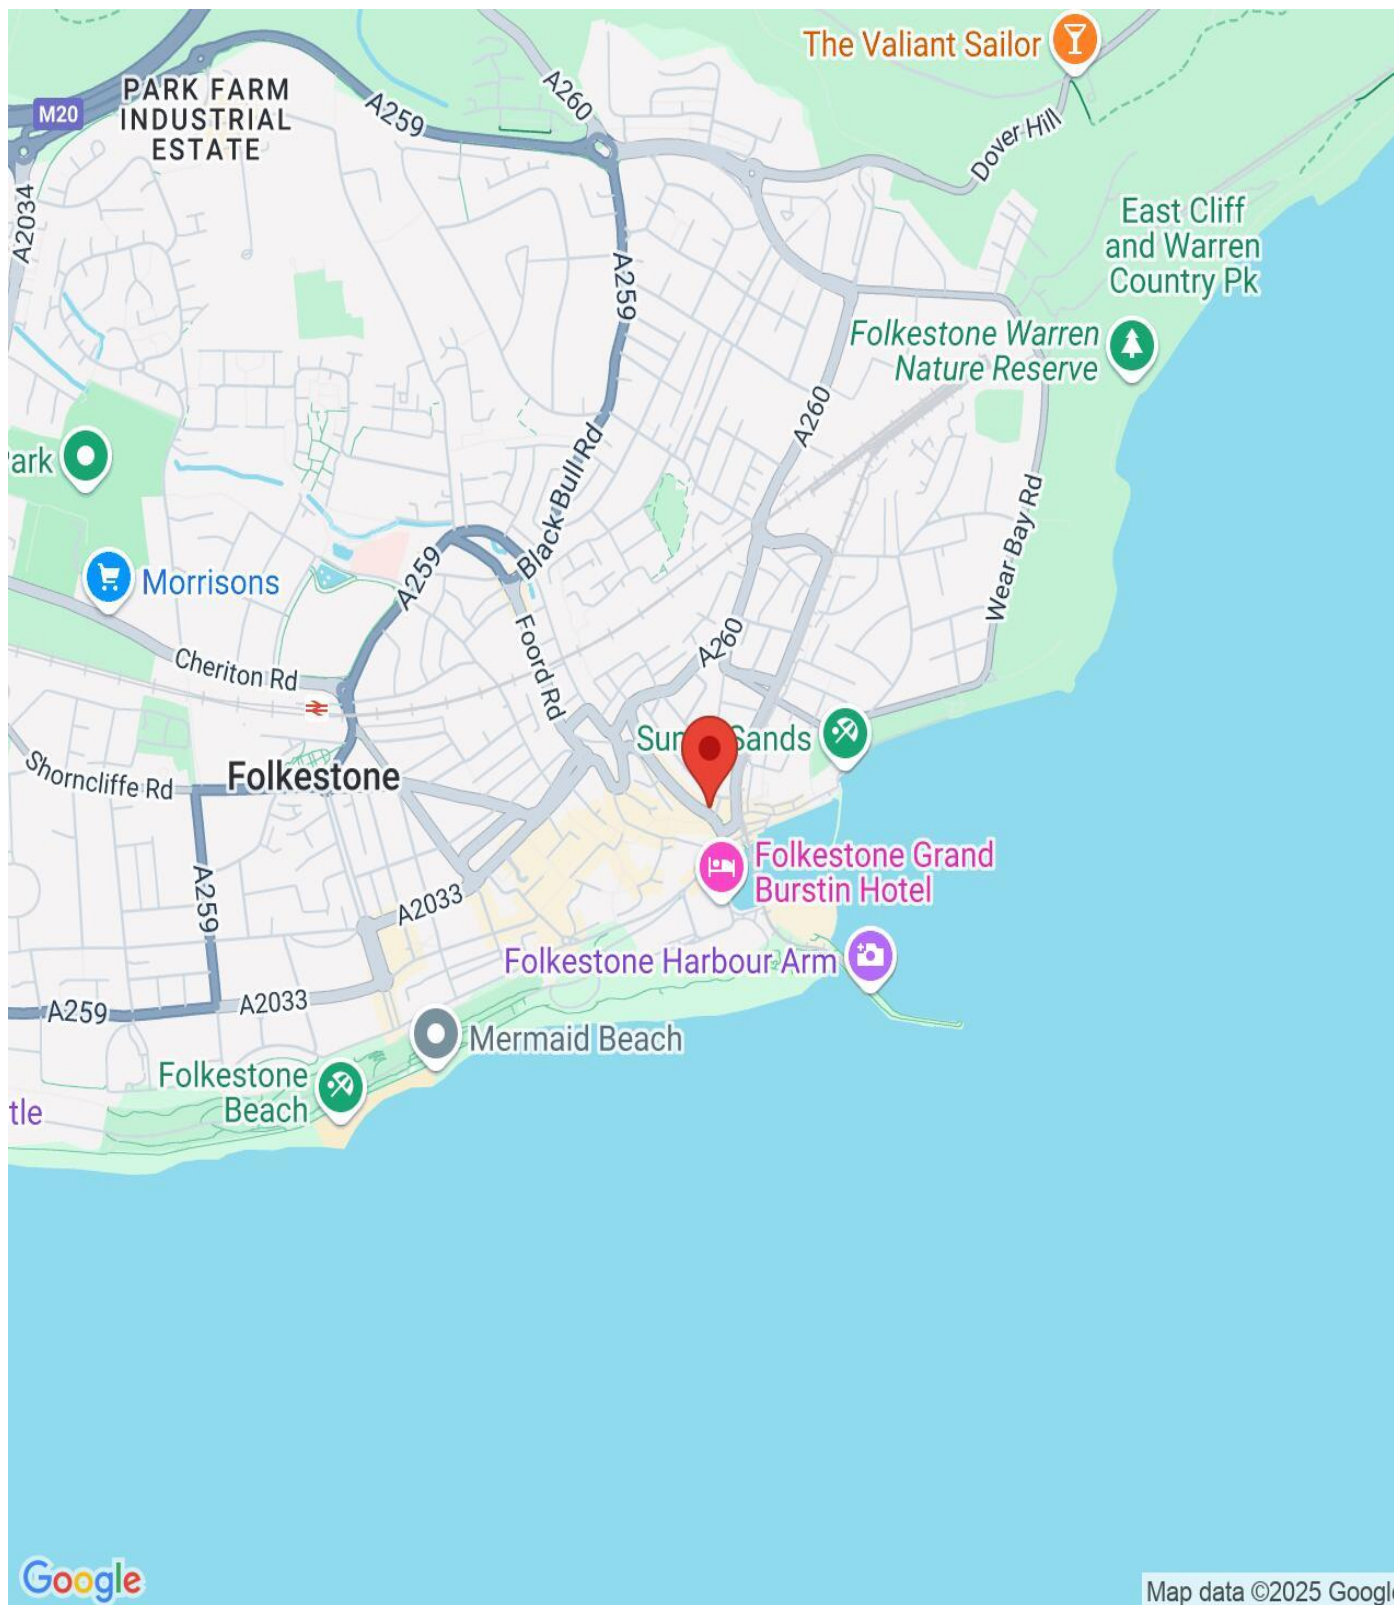 The Valiant Sailor
PARK FARM
INDUSTRIAL
ESTATE
M20
A259
A260
Dover Hill
A2034
East Cliff
and Warren
Country Pk
A259
Folkestone Warren
Nature Reserve
A260
ark
Black Bull Rd
Wear Bay Rd
Morrisons
A259
Foord Rd
A260
Cheriton Rd
Sun Sands
Shorncliffe Rd
Folkestone
Folkestone Grand
Burstin Hotel
A259
A2033
Folkestone Harbour Arm
A2033
A259
Mermaid Beach
Folkestone
Beach
tle
Google
Map data ©2025 Google